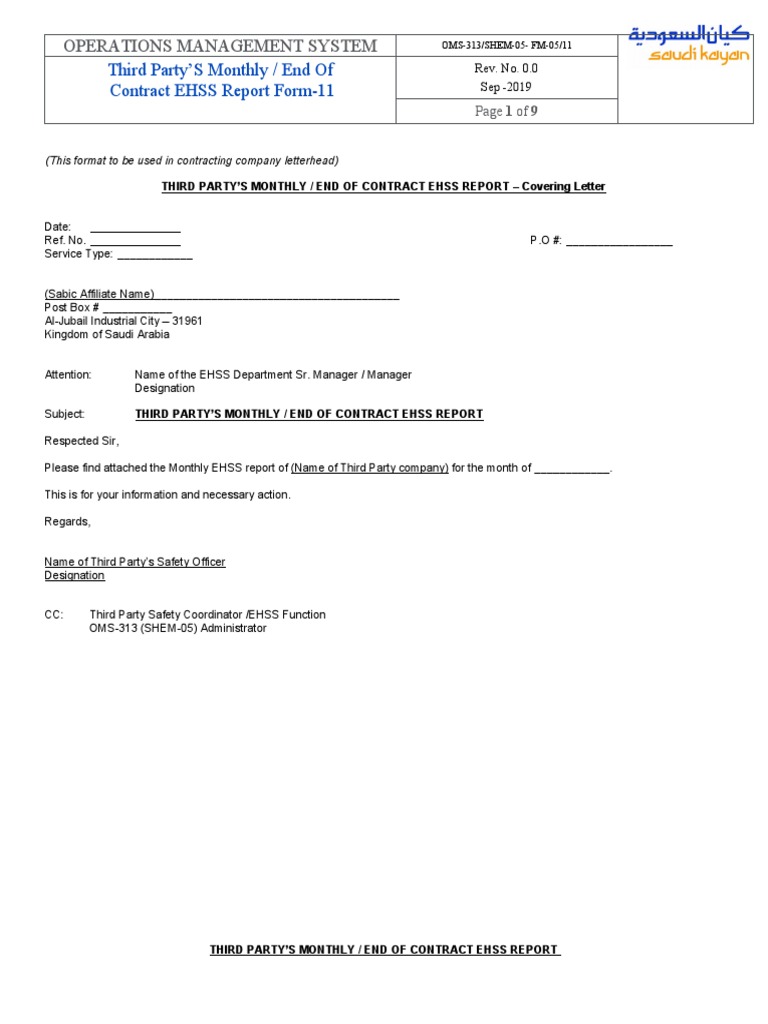 OPERATIONS MANAGEMENT SYSTEM
Third Party’S Monthly / End Of
Contract EHSS Report Form-11
OMS-313/SHEM-05- FM-05/11
Rev. No. 0.0
Sep -2019
Page 1 of 9
كيان السعودية
saudi kayan
(This format to be used in contracting company letterhead)
THIRD PARTY’S MONTHLY / END OF CONTRACT EHSS REPORT – Covering Letter
Date: _______________
Ref. No. _______________ P.O #: _________________
Service Type: ____________
(Sabic Affiliate Name)________________________________________
Post Box # ___________
Al-Jubail Industrial City – 31961
Kingdom of Saudi Arabia
Attention: Name of the EHSS Department Sr. Manager / Manager
Designation
Subject: THIRD PARTY’S MONTHLY / END OF CONTRACT EHSS REPORT
Respected Sir,
Please find attached the Monthly EHSS report of (Name of Third Party company) for the month of ____________.
This is for your information and necessary action.
Regards,
Name of Third Party’s Safety Officer
Designation
CC: Third Party Safety Coordinator /EHSS Function
OMS-313 (SHEM-05) Administrator
THIRD PARTY’S MONTHLY / END OF CONTRACT EHSS REPORT